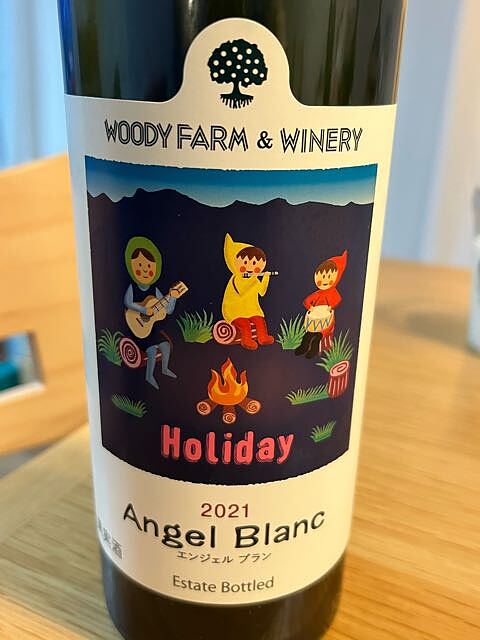 WOODY FARM & WINERY
Holiday
2021
Angel Blanc
エンジェル ブラン
Estate Bottled